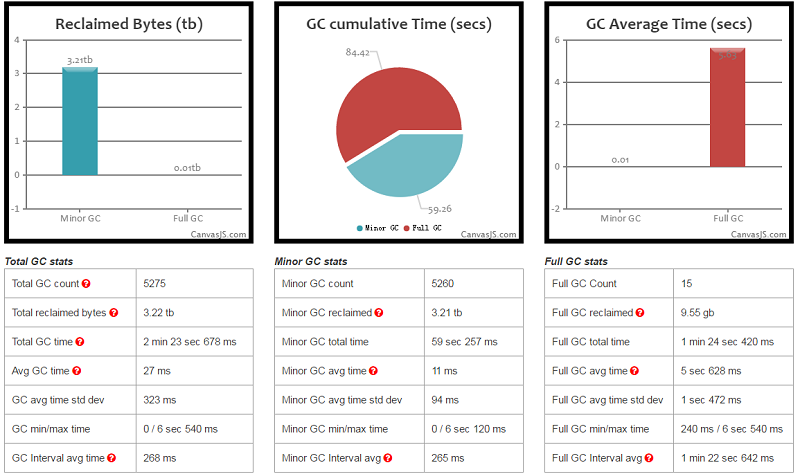 Reclaimed Bytes (tb)
4
3
2
1
0
-1
3.21tb
0.01tb
Minor GC
Full GC
CanvasJS.com
GC cumulative Time (secs)
84.42
59.26
Minor GC
Full GC
CanvasJS.com
GC Average Time (secs)
6
4
2
0
-2
0.01
5.63
Minor GC
Full GC
CanvasJS.com
Total GC stats
Total GC count ? 5275
Total reclaimed bytes ? 3.22 tb
Total GC time ? 2 min 23 sec 678 ms
Avg GC time ? 27 ms
GC avg time std dev 323 ms
GC min/max time 0 / 6 sec 540 ms
GC Interval avg time ? 268 ms
Minor GC stats
Minor GC count 5260
Minor GC reclaimed ? 3.21 tb
Minor GC total time 59 sec 257 ms
Minor GC avg time ? 11 ms
Minor GC avg time std dev 94 ms
Minor GC min/max time 0 / 6 sec 120 ms
Minor GC Interval avg ? 265 ms
Full GC stats
Full GC Count 15
Full GC reclaimed ? 9.55 gb
Full GC total time 1 min 24 sec 420 ms
Full GC avg time ? 5 sec 628 ms
Full GC avg time std dev 1 sec 472 ms
Full GC min/max time 240 ms / 6 sec 540 ms
Full GC Interval avg ? 1 min 22 sec 642 ms